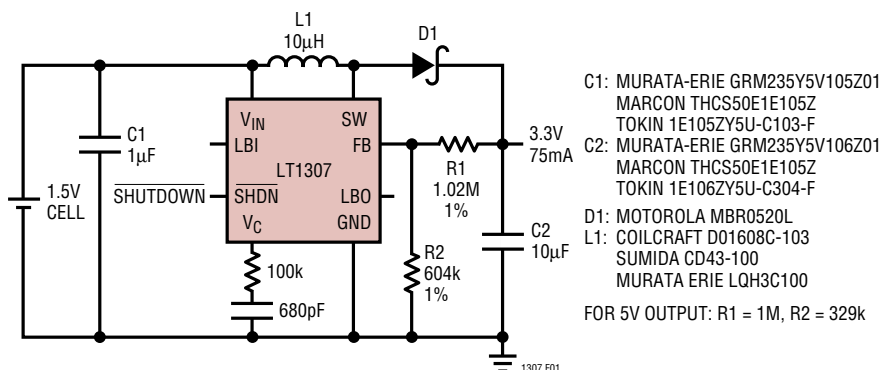 L1
10µH
D1
VIN
SW
LBI
FB
LT1307
SHDN
LBO
VC
GND
C1
1µF
1.5V
CELL
SHUTDOWN
100k
680pF
R1
1.02M
1%
R2
604k
1%
3.3V
75mA
C2
10µF
C1: MURATA-ERIE GRM235Y5V105Z01
MARCON THCS50E1E105Z
TOKIN 1E105ZY5U-C103-F
C2: MURATA-ERIE GRM235Y5V106Z01
MARCON THCS50E1E105Z
TOKIN 1E106ZY5U-C304-F
D1: MOTOROLA MBR0520L
L1: COILCRAFT D01608C-103
SUMIDA CD43-100
MURATA ERIE LQH3C100
FOR 5V OUTPUT: R1 = 1M, R2 = 329k
1307 F01